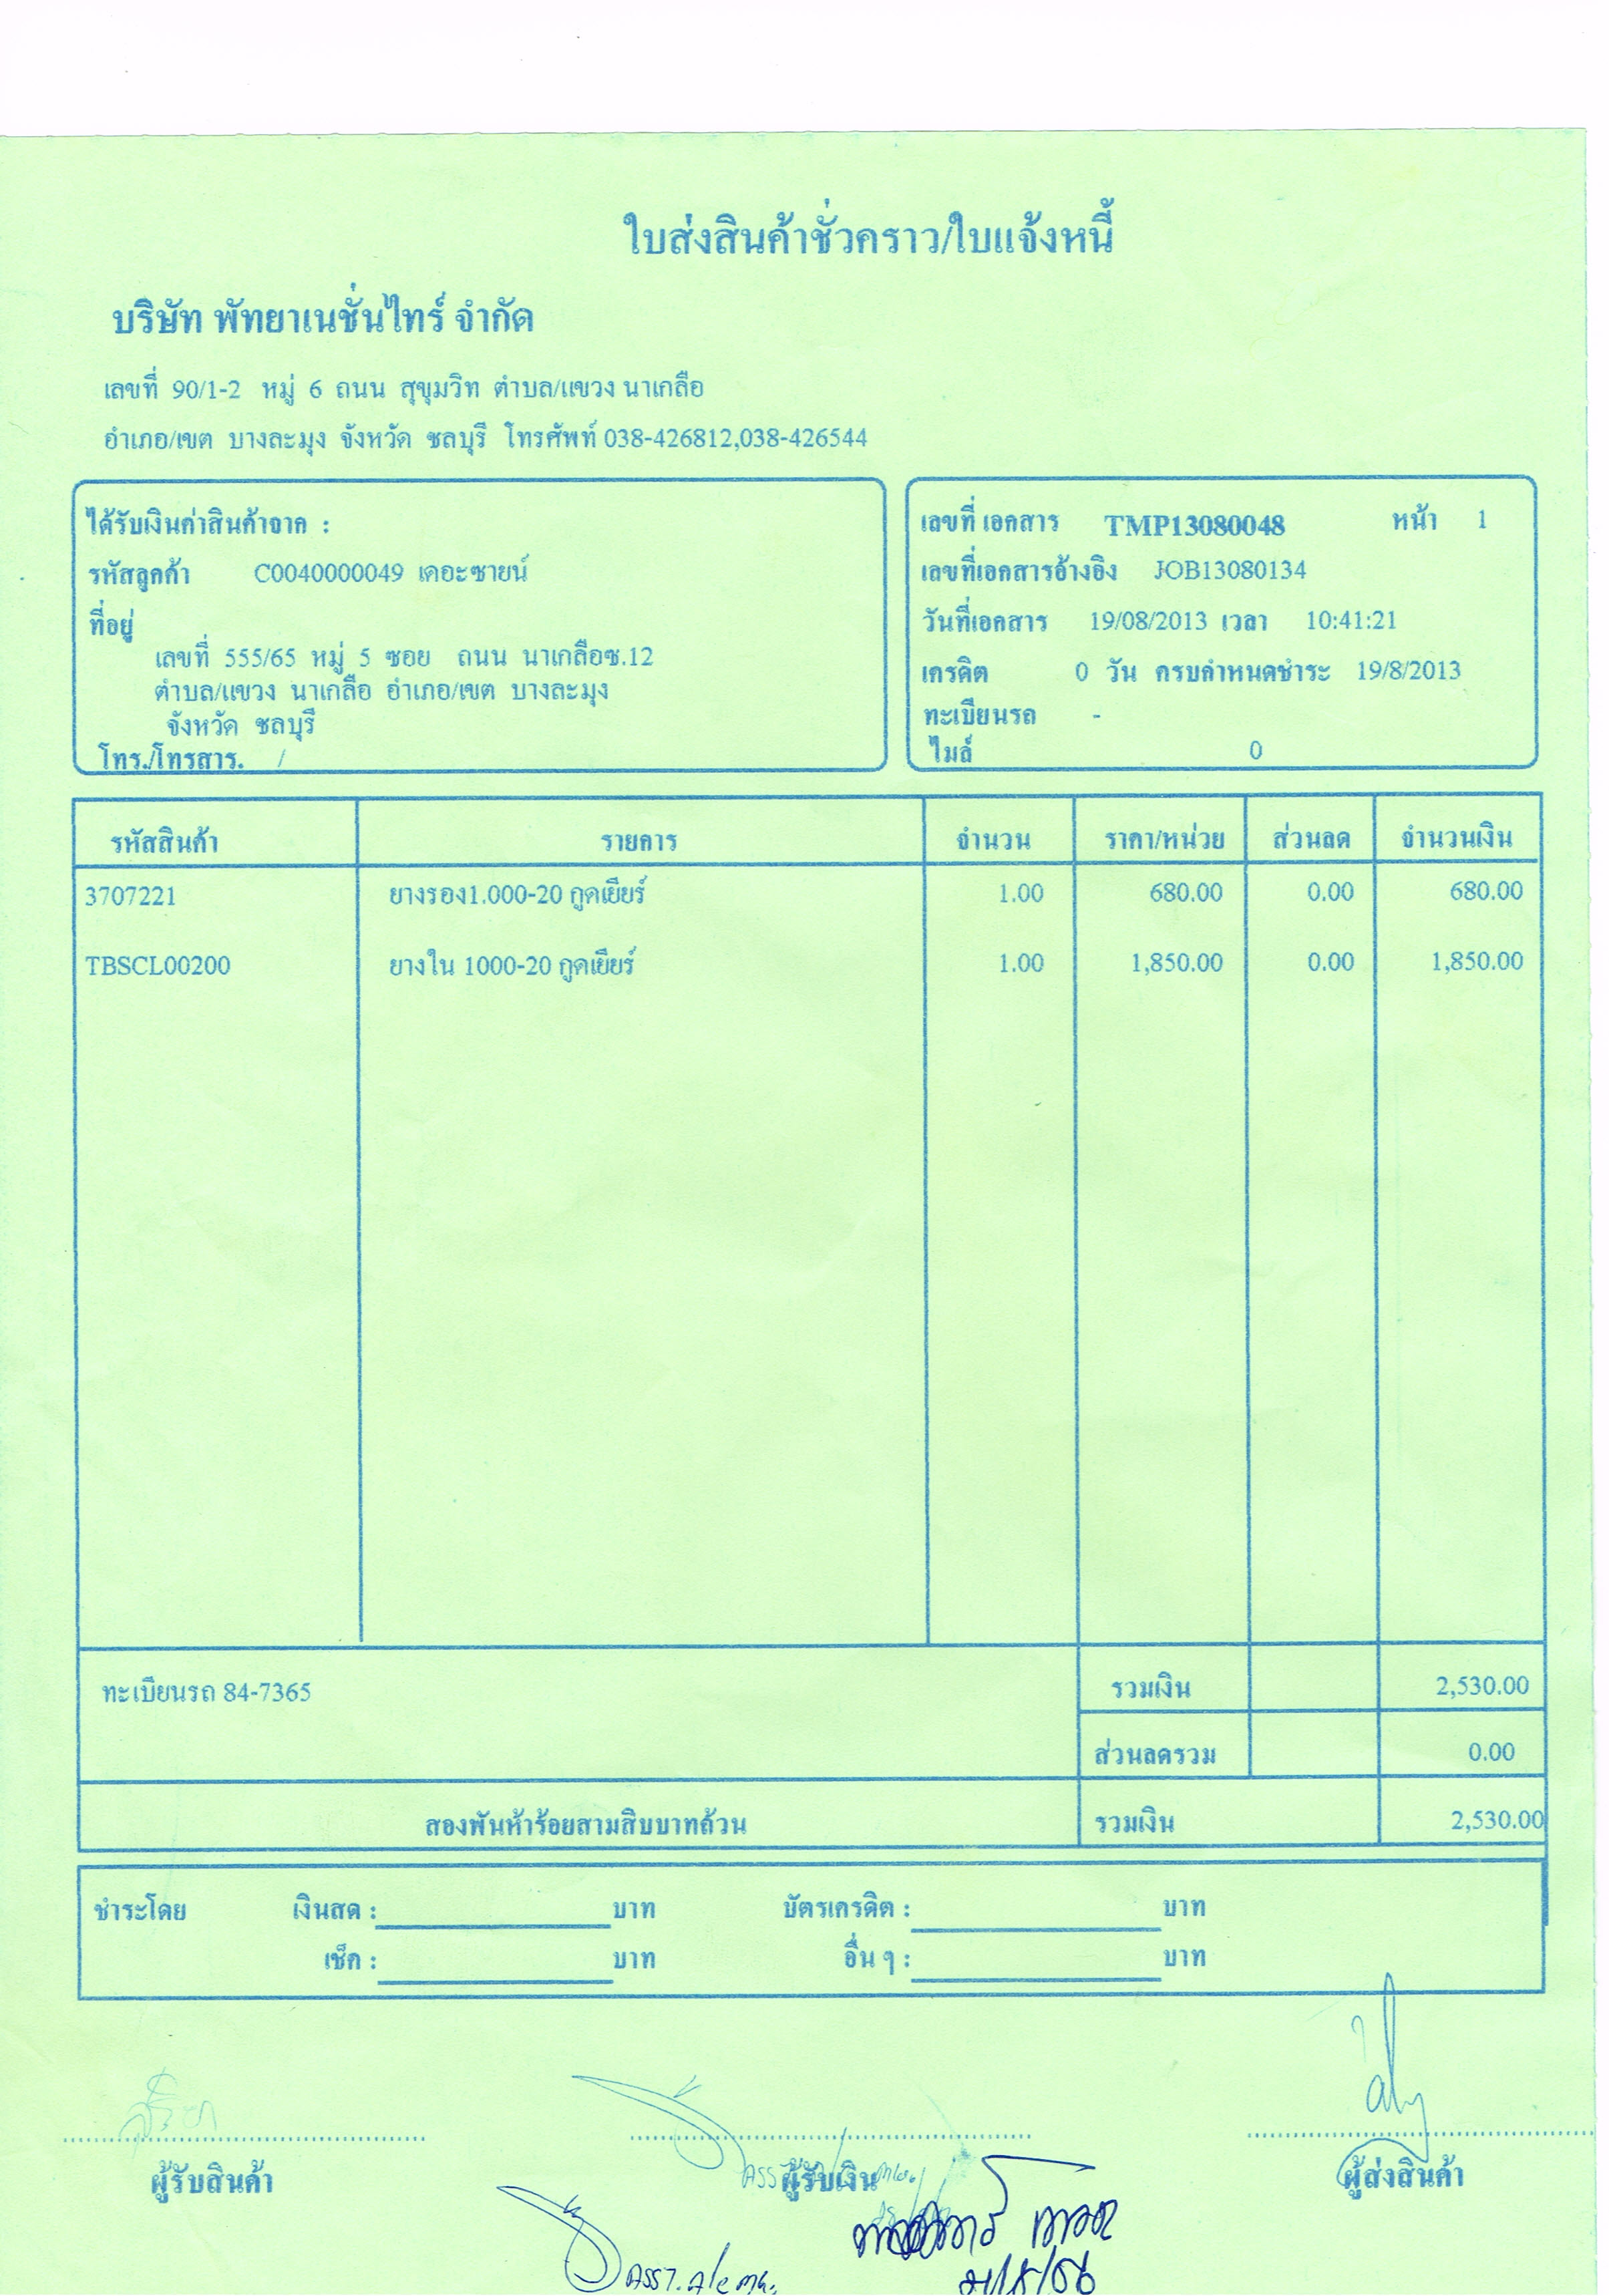 ใบส่งสินค้าชั่วคราว/ใบแจ้งหนี้
บริษัท พัทยาเนชั่นไทร์ จำกัด
เลขที่ 90/1-2 หมู่ 6 ถนน สุขุมวิท ตำบล/แขวง นาเกลือ
อำเภอ/เขต บางละมุง จังหวัด ชลบุรี โทรศัพท์ 038-426812,038-426544
ได้รับเงินค่าสินค้าจาก :
รหัสลูกค้า C0040000049 เดอะซายน์
ที่อยู่
เลขที่ 555/65 หมู่ 5 ซอย ถนน นาเกลือซ.12
ตำบล/แขวง นาเกลือ อำเภอ/เขต บางละมุง
จังหวัด ชลบุรี
โทร./โทรสาร. /
เลขที่ เอกสาร TMP13080048 หน้า 1
เลขที่เอกสารอ้างอิง JOB13080134
วันที่เอกสาร 19/08/2013 เวลา 10:41:21
เครดิต 0 วัน ครบกำหนดชำระ 19/8/2013
ทะเบียนรถ -
ไมล์ 0
รหัสสินค้า รายการ จำนวน ราคา/หน่วย ส่วนลด จำนวนเงิน
3707221 ยางรอง1.000-20 กูดเยียร์ 1.00 680.00 0.00 680.00
TBSCL00200 ยางใน 1000-20 กูดเยียร์ 1.00 1,850.00 0.00 1,850.00
ทะเบียนรถ 84-7365 รวมเงิน 2,530.00
ส่วนลดรวม 0.00
สองพันห้าร้อยสามสิบบาทถ้วน รวมเงิน 2,530.00
ชำระโดย เงินสด : บาท บัตรเครดิต : บาท
เช็ค : บาท อื่น ๆ : บาท
ผู้รับสินค้า ผู้รับเงิน ผู้ส่งสินค้า